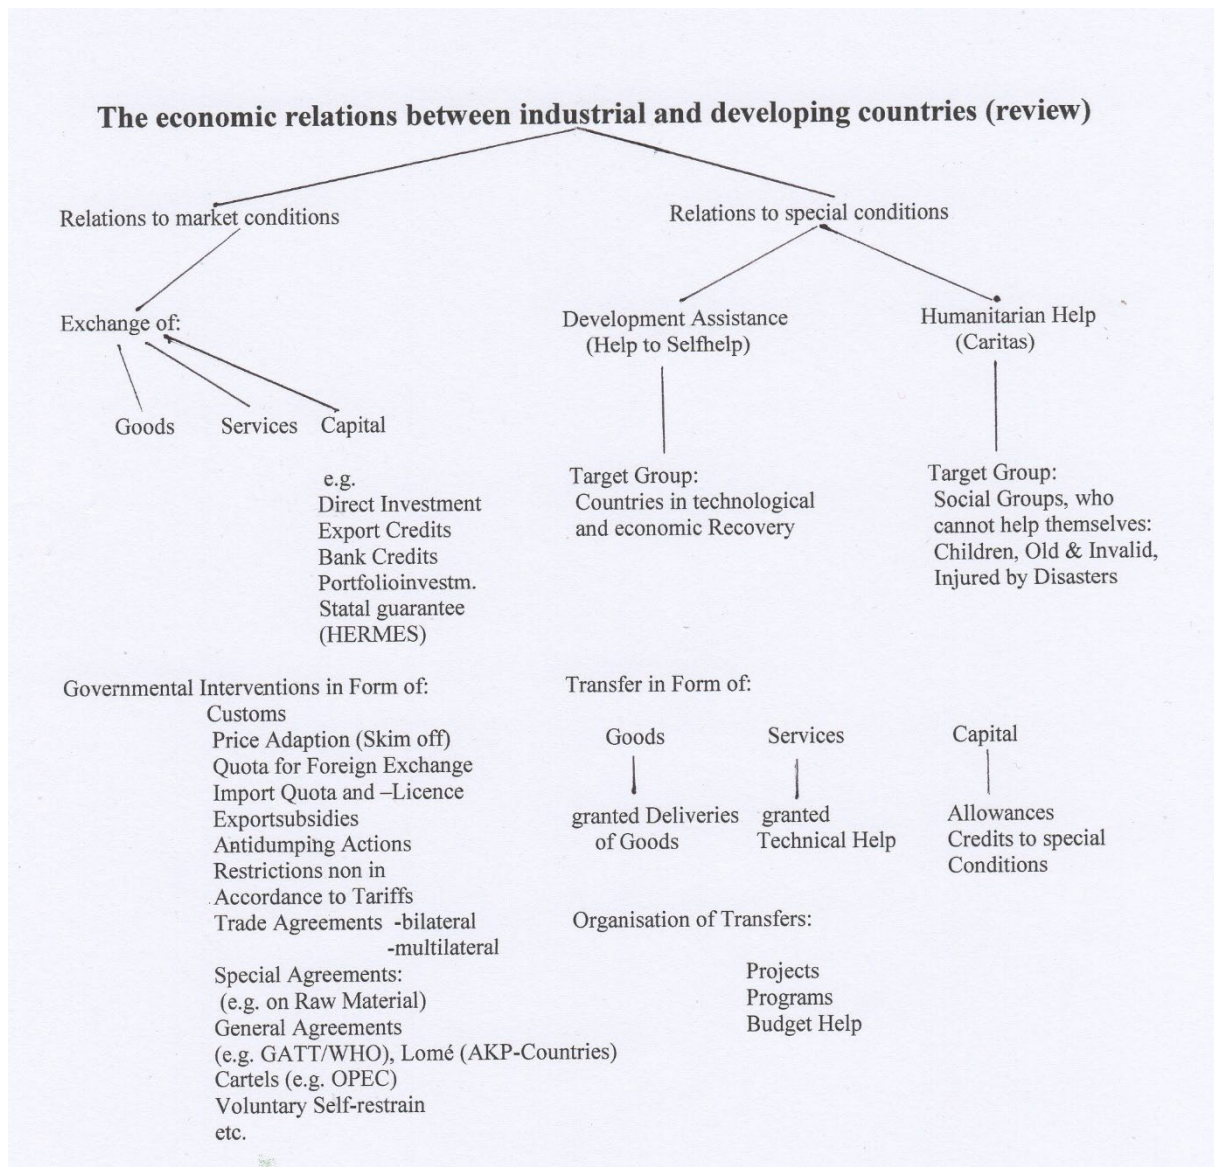 The economic relations between industrial and developing countries (review)
Relations to market conditions
Relations to special conditions
Exchange of:
Goods
Services
Capital
e.g.
Direct Investment
Export Credits
Bank Credits
Portfolioinvestm.
Statal guarantee
(HERMES)
Development Assistance
(Help to Selfhelp)
Humanitarian Help
(Caritas)
Target Group:
Countries in technological
and economic Recovery
Target Group:
Social Groups, who
cannot help themselves:
Children, Old & Invalid,
Injured by Disasters
Governmental Interventions in Form of:
Customs
Price Adaption (Skim off)
Quota for Foreign Exchange
Import Quota and –Licence
Exportsubsidies
Antidumping Actions
Restrictions non in
Accordance to Tariffs
Trade Agreements -bilateral
-multilateral
Special Agreements:
(e.g. on Raw Material)
General Agreements
(e.g. GATT/WHO), Lomé (AKP-Countries)
Cartels (e.g. OPEC)
Voluntary Self-restrain
etc.
Transfer in Form of:
Goods
granted Deliveries
of Goods
Services
granted
Technical Help
Capital
Allowances
Credits to special
Conditions
Organisation of Transfers:
Projects
Programs
Budget Help